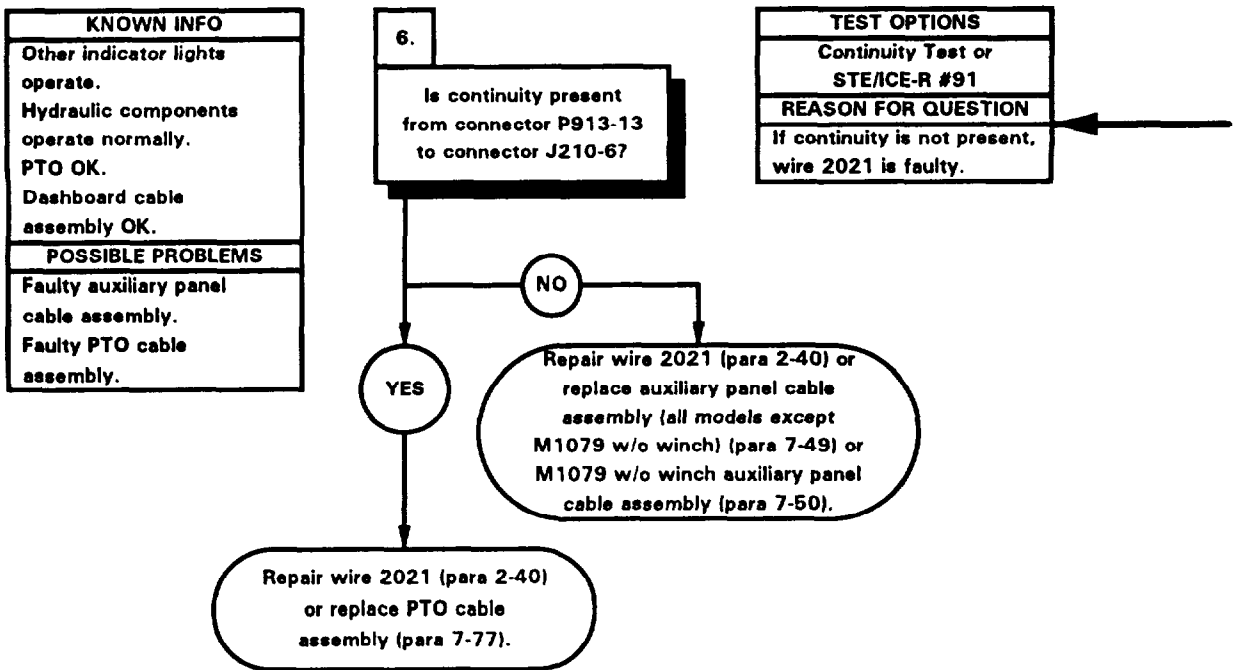 KNOWN INFO
Other indicator lights
operate.
Hydraulic components
operate normally.
PTO OK.
Dashboard cable
assembly OK.
POSSIBLE PROBLEMS
Faulty auxiliary panel
cable assembly.
Faulty PTO cable
assembly.
6.
Is continuity present
from connector P913-13
to connector J210-6?
TEST OPTIONS
Continuity Test or
STE/ICE-R #91
REASON FOR QUESTION
If continuity is not present,
wire 2021 is faulty.
NO
YES
Repair wire 2021 (para 2-40) or
replace auxiliary panel cable
assembly (all models except
M1079 w/o winch) (para 7-49) or
M1079 w/o winch auxiliary panel
cable assembly (para 7-50).
Repair wire 2021 (para 2-40)
or replace PTO cable
assembly (para 7-77).